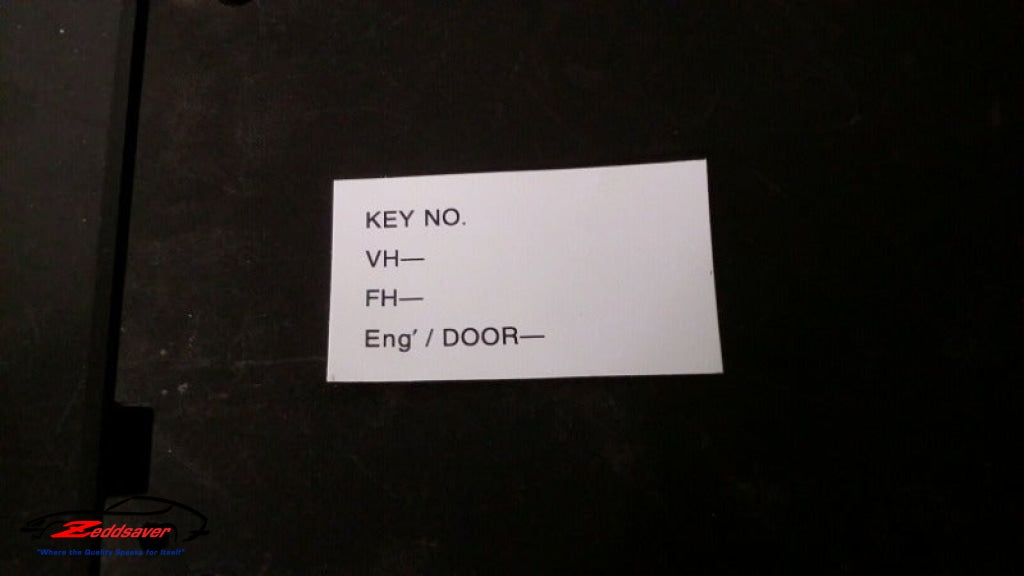 KEY NO.
VH—
FH—
Eng′ / DOOR—
Zeddsaver
"Where the Quality Speaks for Itself"